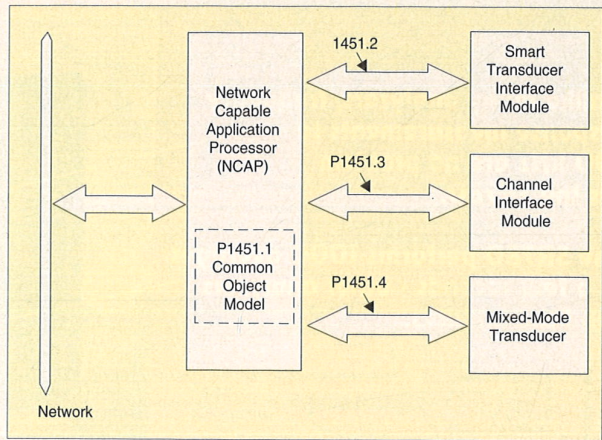 1451.2
Smart
Transducer
Interface
Module
Network
Capable
Application
Processor
(NCAP)
P1451.3
Channel
Interface
Module
P1451.1
Common
Object
Model
P1451.4
Mixed-Mode
Transducer
Network